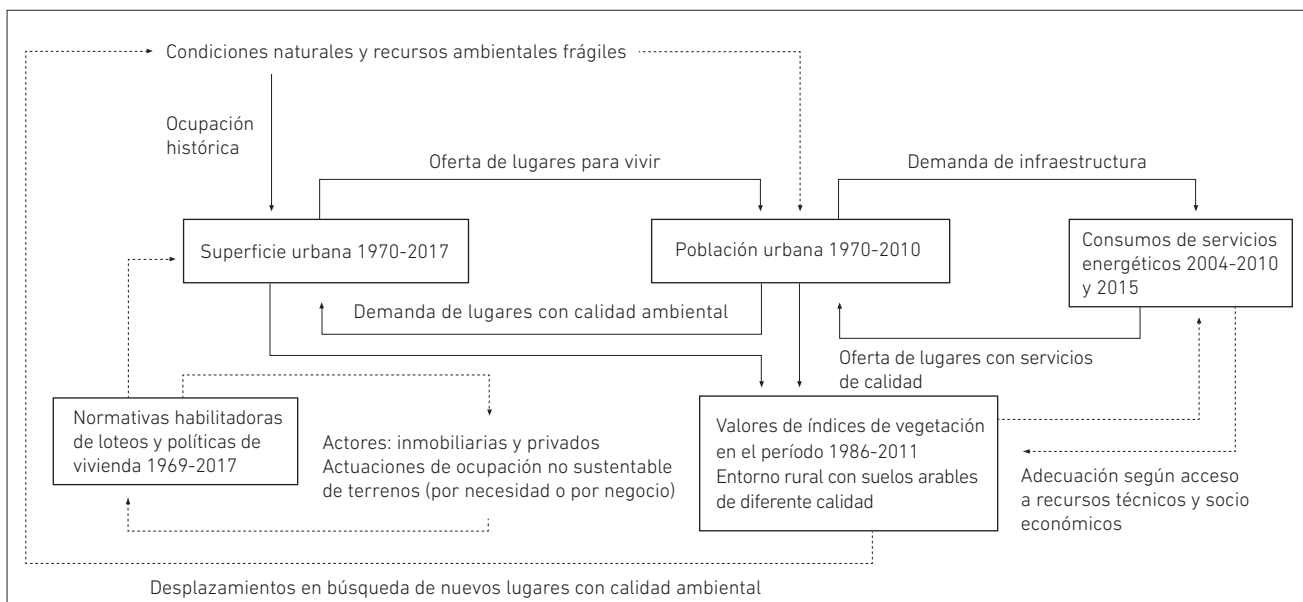 Condiciones naturales y recursos ambientales frágiles
Ocupación
histórica
Oferta de lugares para vivir
Demanda de infraestructura
Superficie urbana 1970-2017
Población urbana 1970-2010
Consumos de servicios
energéticos 2004-2010
y 2015
Demanda de lugares con calidad ambiental
Oferta de lugares con servicios
de calidad
Normativas habilitadoras
de loteos y políticas de
vivienda 1969-2017
Actores: inmobiliarias y privados
Actuaciones de ocupación no sustentable
de terrenos (por necesidad o por negocio)
Valores de índices de vegetación
en el período 1986-2011
Entorno rural con suelos arables
de diferente calidad
Adecuación según acceso
a recursos técnicos y socio
económicos
Desplazamientos en búsqueda de nuevos lugares con calidad ambiental